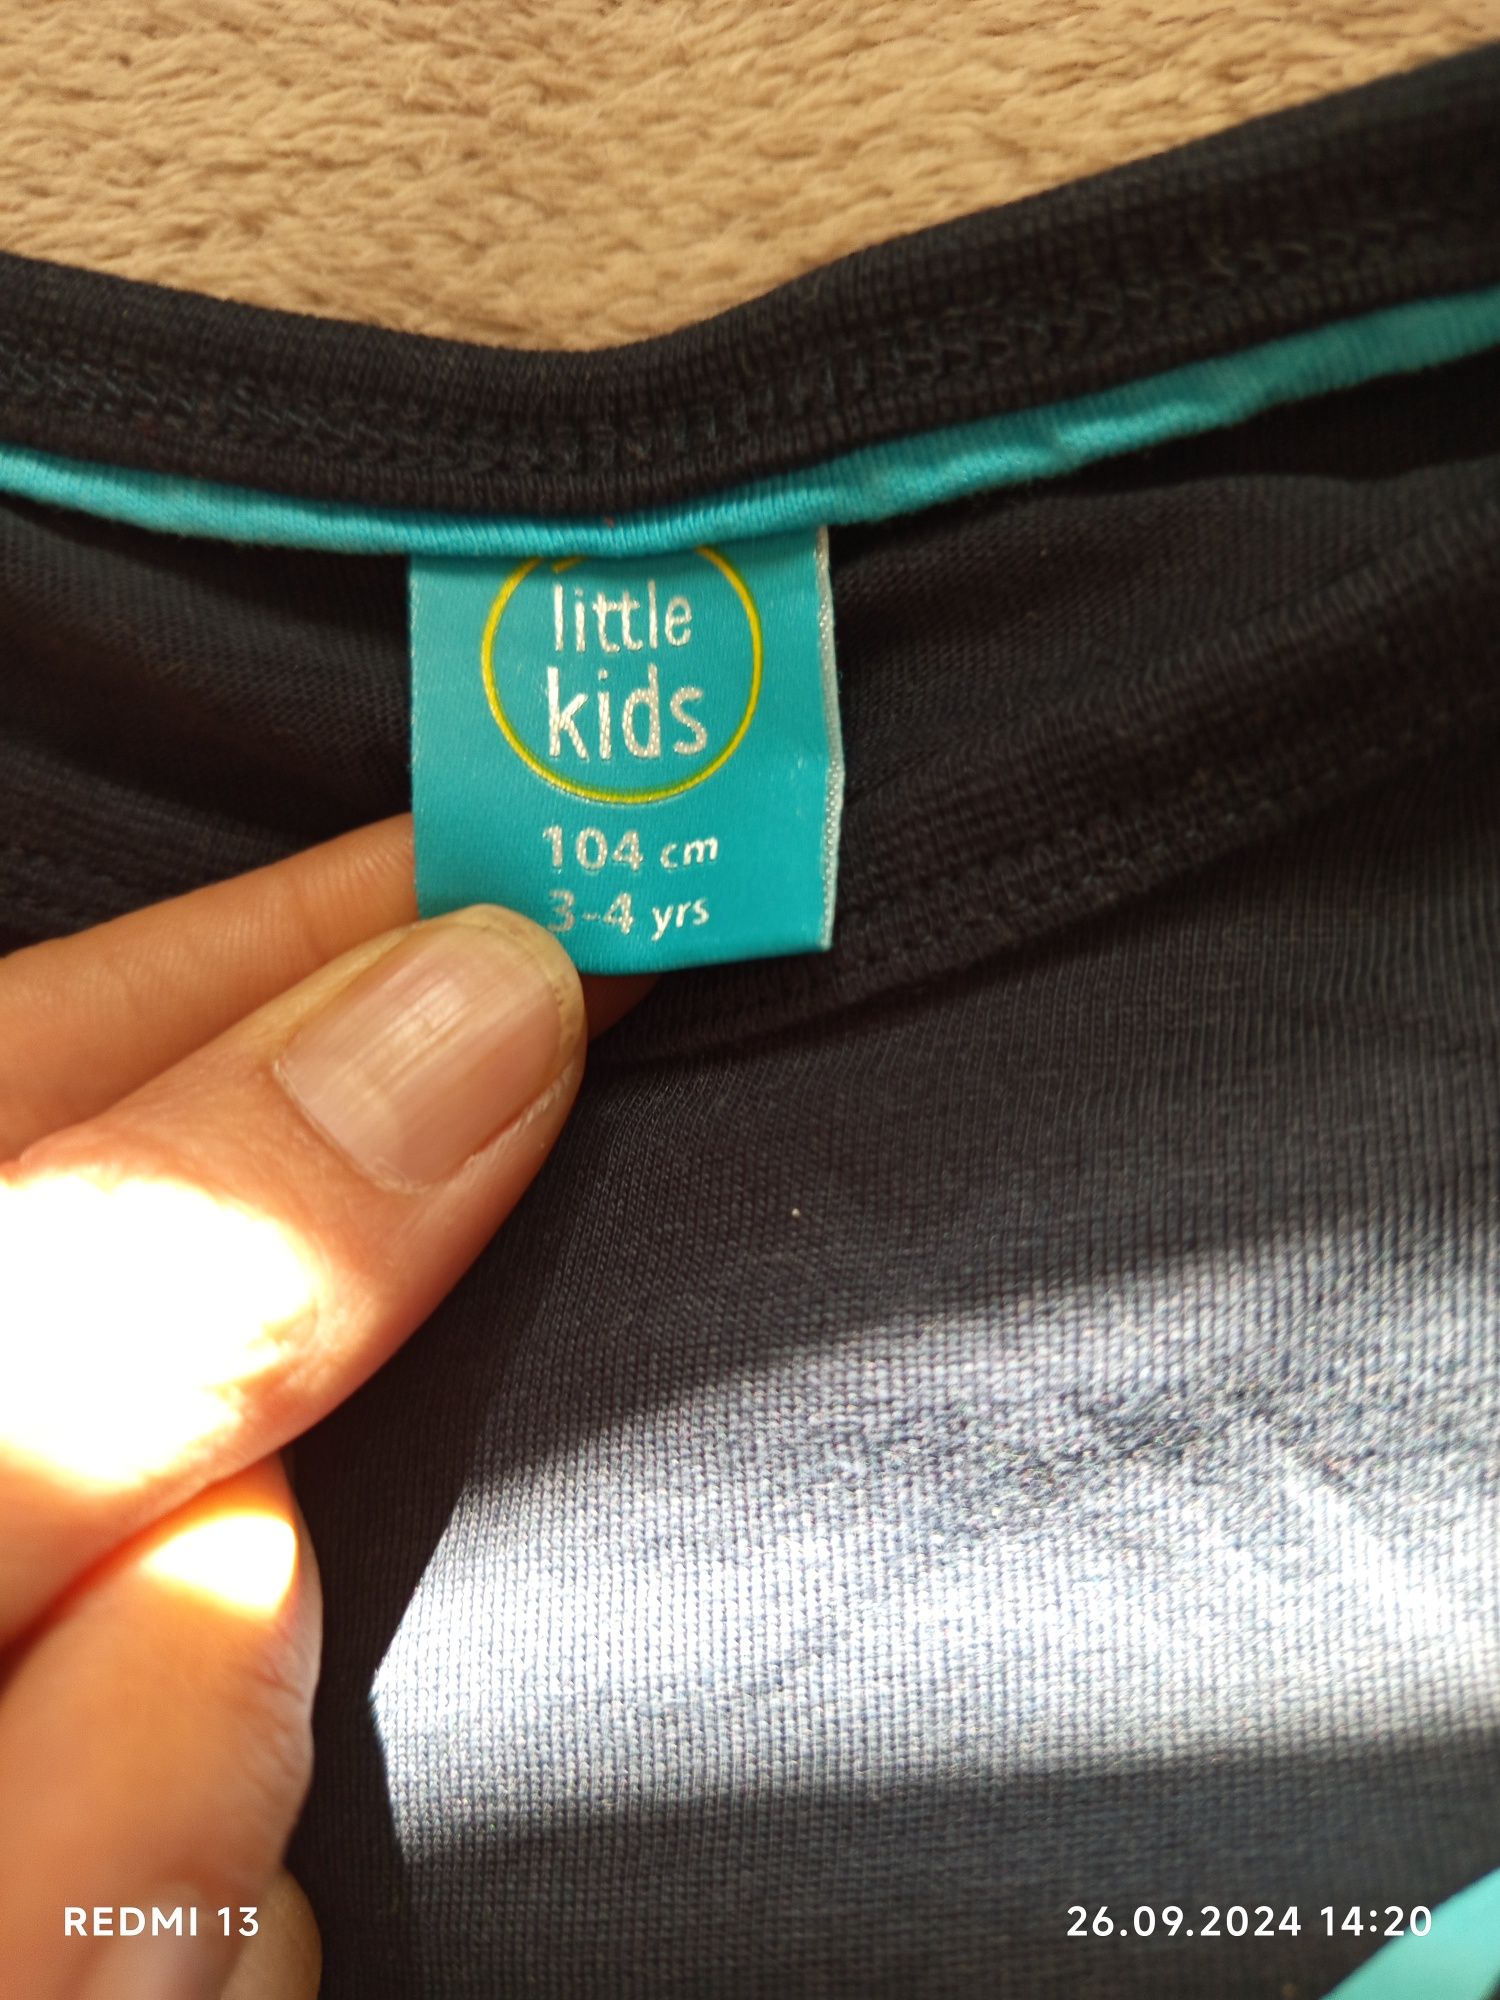 little
kids
104 cm
3-4 yrs
REDMI 13
26.09.2024 14:20